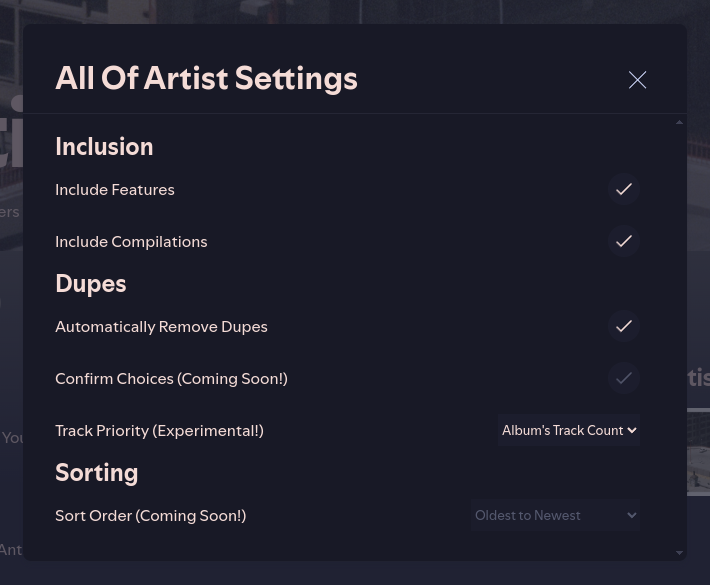 All Of Artist Settings
Inclusion
Include Features
Include Compilations
Dupes
Automatically Remove Dupes
Confirm Choices (Coming Soon!)
Track Priority (Experimental!) Album's Track Count
Sorting
Sort Order (Coming Soon!) Oldest to Newest